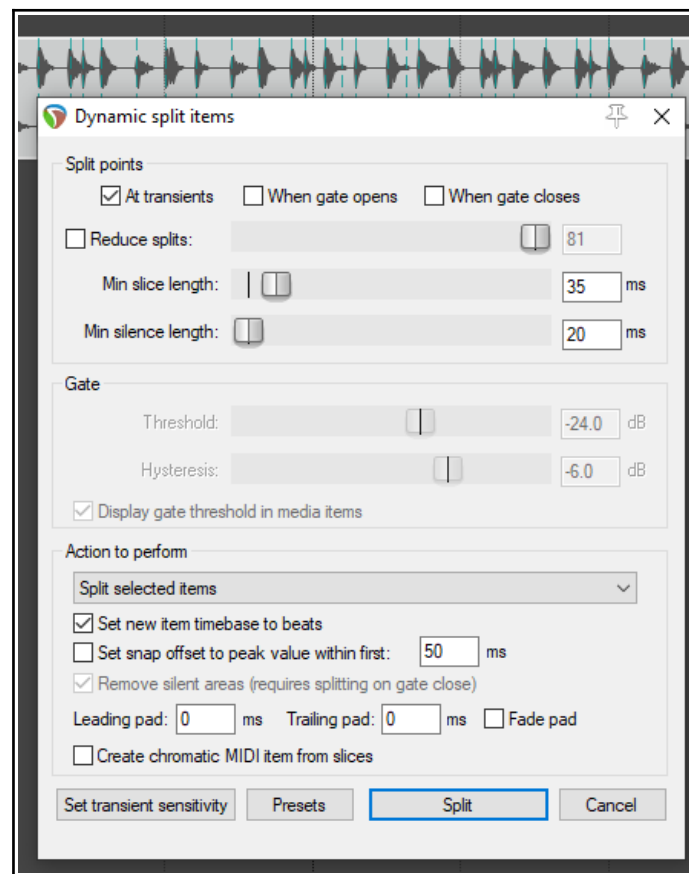 Dynamic split items
Split points
At transients When gate opens When gate closes
Reduce splits: 81
Min slice length: 35 ms
Min silence length: 20 ms
Gate
Threshold: -24.0 dB
Hysteresis: -6.0 dB
Display gate threshold in media items
Action to perform
Split selected items
Set new item timebase to beats
Set snap offset to peak value within first: 50 ms
Remove silent areas (requires splitting on gate close)
Leading pad: 0 ms Trailing pad: 0 ms Fade pad
Create chromatic MIDI item from slices
Set transient sensitivity Presets Split Cancel